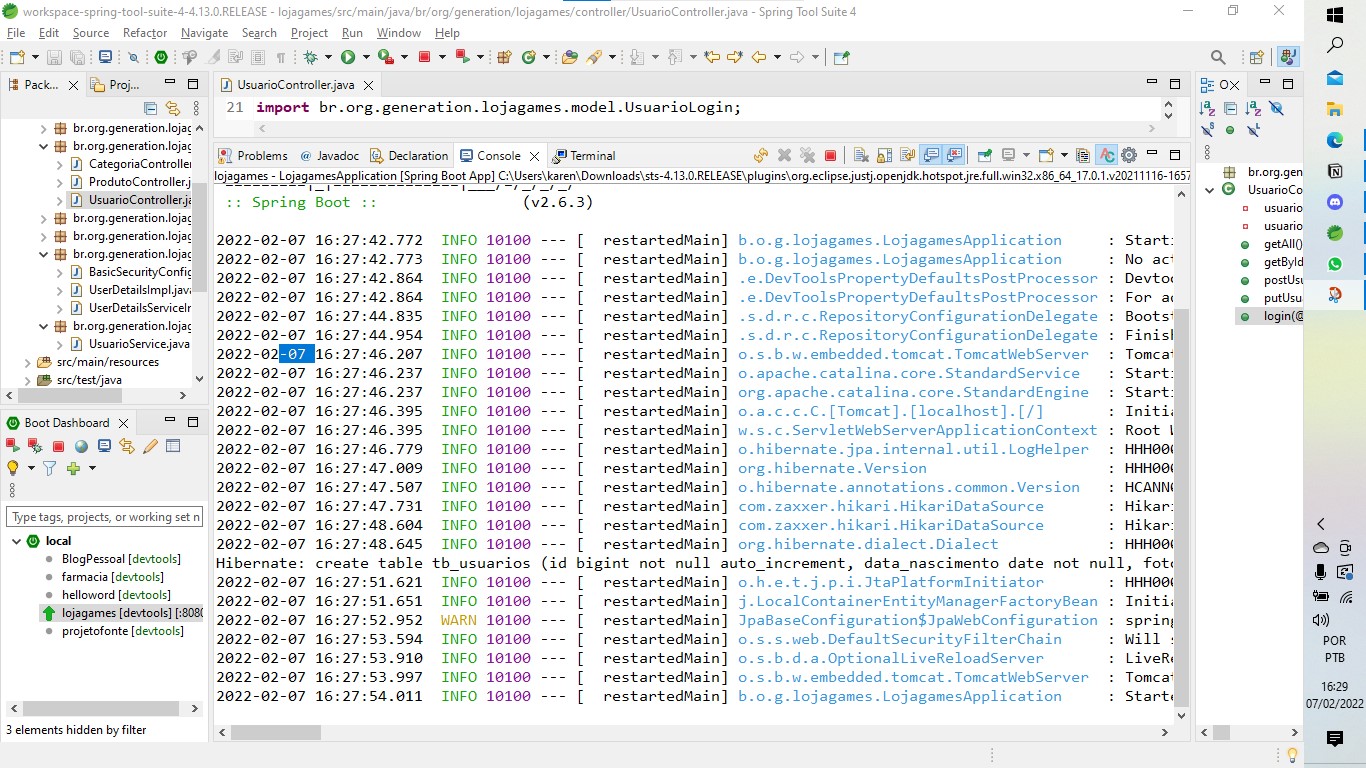 workspace-spring-tool-suite-4-4.13.0.RELEASE - lojagames/src/main/java/br/org/generation/lojagames/controller/UsuarioController.java - Spring Tool Suite 4
File Edit Source Refactor Navigate Search Project Run Window Help
Pack... Proj...
br.org.generation.lojag
br.org.generation.lojag
CategoriaController
ProdutoController.j
UsuarioController.ja
br.org.generation.lojag
br.org.generation.lojag
br.org.generation.lojag
BasicSecurityConfig
UserDetailsImpl.java
UserDetailsServiceIr
br.org.generation.lojag
UsuarioService.java
src/main/resources
src/test/java
Boot Dashboard
Type tags, projects, or working set n
local
BlogPessoal [devtools]
farmacia [devtools]
helloword [devtools]
lojagames [devtools] [:808(
projetofonte [devtools]
3 elements hidden by filter
UsuarioController.java
21 import br.org.generation.lojagames.model.UsuarioLogin;
Problems @ Javadoc Declaration Console Terminal
lojagames - LojagamesApplication [Spring Boot App] C:\Users\karen\Downloads\sts-4.13.0.RELEASE\plugins\org.eclipse.justj.openjdk.hotspot.jre.full.win32.x86_64_17.0.1.v20211116-1657
=========|_|==============|___/=/_/_/_/
:: Spring Boot :: (v2.6.3)
2022-02-07 16:27:42.772 INFO 10100 --- [ restartedMain] b.o.g.lojagames.LojagamesApplication : Starti
2022-02-07 16:27:42.773 INFO 10100 --- [ restartedMain] b.o.g.lojagames.LojagamesApplication : No act
2022-02-07 16:27:42.864 INFO 10100 --- [ restartedMain] .e.DevToolsPropertyDefaultsPostProcessor : Devtoo
2022-02-07 16:27:42.864 INFO 10100 --- [ restartedMain] .e.DevToolsPropertyDefaultsPostProcessor : For ad
2022-02-07 16:27:44.835 INFO 10100 --- [ restartedMain] .s.d.r.c.RepositoryConfigurationDelegate : Bootst
2022-02-07 16:27:44.954 INFO 10100 --- [ restartedMain] .s.d.r.c.RepositoryConfigurationDelegate : Finish
2022-02-07 16:27:46.207 INFO 10100 --- [ restartedMain] o.s.b.w.embedded.tomcat.TomcatWebServer : Tomcat
2022-02-07 16:27:46.237 INFO 10100 --- [ restartedMain] o.apache.catalina.core.StandardService : Starti
2022-02-07 16:27:46.237 INFO 10100 --- [ restartedMain] org.apache.catalina.core.StandardEngine : Starti
2022-02-07 16:27:46.395 INFO 10100 --- [ restartedMain] o.a.c.c.C.[Tomcat].[localhost].[/] : Initia
2022-02-07 16:27:46.395 INFO 10100 --- [ restartedMain] w.s.c.ServletWebServerApplicationContext : Root W
2022-02-07 16:27:46.779 INFO 10100 --- [ restartedMain] o.hibernate.jpa.internal.util.LogHelper : HHH000
2022-02-07 16:27:47.009 INFO 10100 --- [ restartedMain] org.hibernate.Version : HHH000
2022-02-07 16:27:47.507 INFO 10100 --- [ restartedMain] o.hibernate.annotations.common.Version : HCANN0
2022-02-07 16:27:47.731 INFO 10100 --- [ restartedMain] com.zaxxer.hikari.HikariDataSource : Hikari
2022-02-07 16:27:48.604 INFO 10100 --- [ restartedMain] com.zaxxer.hikari.HikariDataSource : Hikari
2022-02-07 16:27:48.645 INFO 10100 --- [ restartedMain] org.hibernate.dialect.Dialect : HHH000
Hibernate: create table tb_usuarios (id bigint not null auto_increment, data_nascimento date not null, foto
2022-02-07 16:27:51.621 INFO 10100 --- [ restartedMain] o.h.e.t.j.p.i.JtaPlatformInitiator : HHH000
2022-02-07 16:27:51.651 INFO 10100 --- [ restartedMain] j.LocalContainerEntityManagerFactoryBean : Initia
2022-02-07 16:27:52.952 WARN 10100 --- [ restartedMain] JpaBaseConfiguration$JpaWebConfiguration : spring
2022-02-07 16:27:53.594 INFO 10100 --- [ restartedMain] o.s.s.web.DefaultSecurityFilterChain : Will s
2022-02-07 16:27:53.910 INFO 10100 --- [ restartedMain] o.s.b.d.a.OptionalLiveReloadServer : LiveRe
2022-02-07 16:27:53.997 INFO 10100 --- [ restartedMain] o.s.b.w.embedded.tomcat.TomcatWebServer : Tomcat
2022-02-07 16:27:54.011 INFO 10100 --- [ restartedMain] b.o.g.lojagames.LojagamesApplication : Starte
O
br.org.gene
UsuarioCo
usuario
usuario
getAll()
getById
postUsu
putUsua
login(@
POR
PTB
16:29
07/02/2022